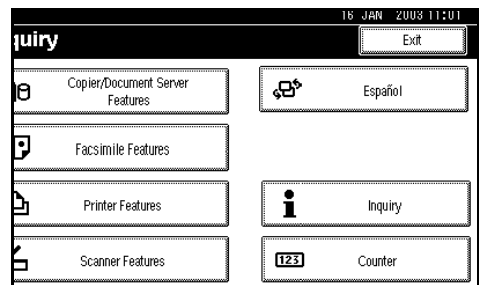 16 JAN 2003 11:01
quiry
Exit
Copier/Document Server
Features
Español
Facsimile Features
Printer Features
Inquiry
Scanner Features
123
Counter